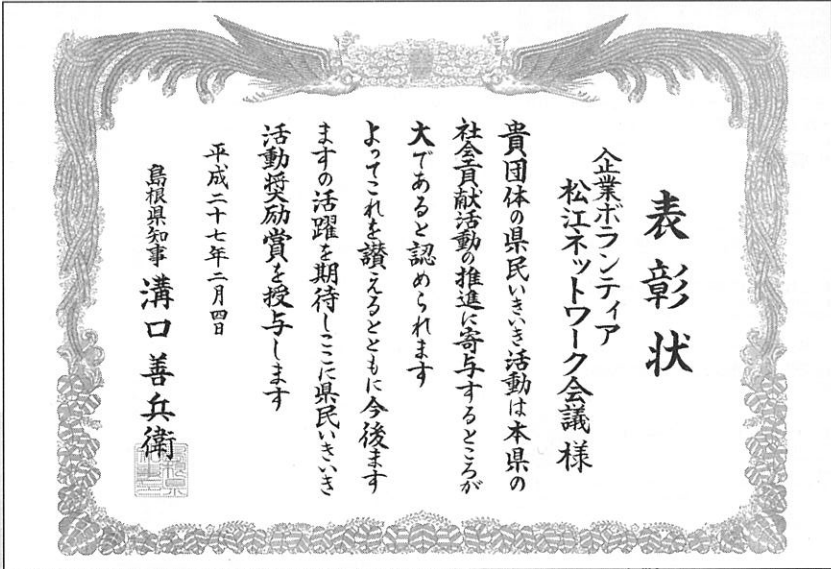 表彰状
企業ボランティア
松江ネットワーク会議 様
貴団体の県民いきいき活動は本県の
社会貢献活動の推進に寄与するところが
大であると認められます
よってこれを讃えるとともに今後ます
ますの活躍を期待しここに県民いきいき
活動奨励賞を授与します
平成二十七年二月四日
島根県知事 溝口善兵衛